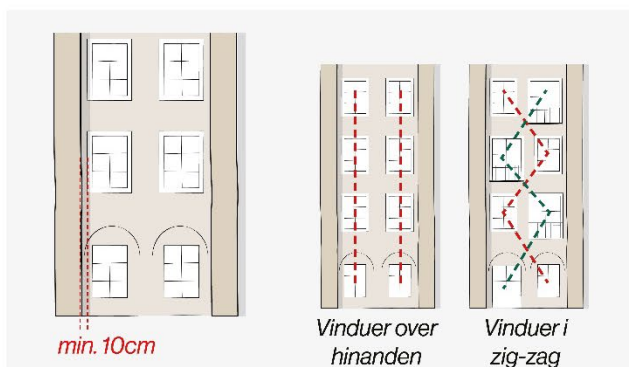 min. 10cm
Vinduer over
hinanden
Vinduer i
zig-zag